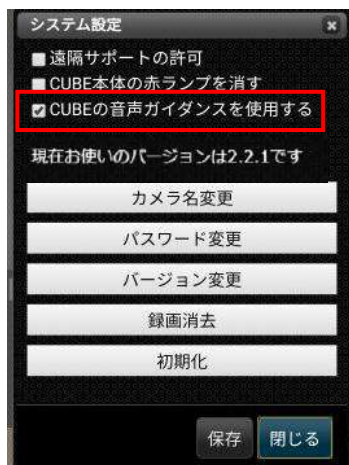 システム設定
遠隔サポートの許可
CUBE本体の赤ランプを消す
CUBEの音声ガイダンスを使用する
現在お使いのバージョンは2.2.1です
カメラ名変更
パスワード変更
バージョン変更
録画消去
初期化
保存 閉じる